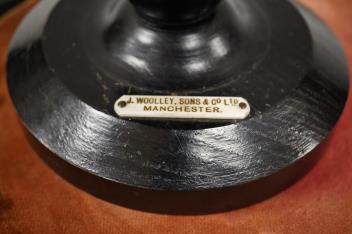 J. WOOLLEY, SONS & CO LTD
MANCHESTER.